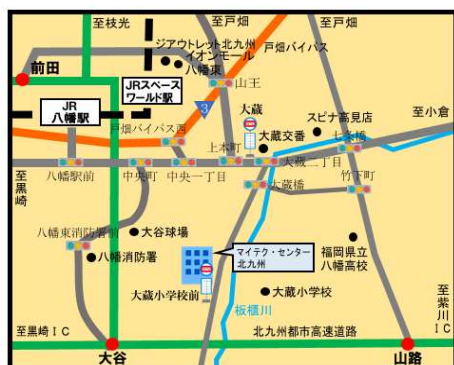 至枝光
至戸畑
至戸畑
ジアウトレット北九州
イオンモール
八幡東
戸畑バイパス
前田
JRスペース
ワールド駅
山王
JR
八幡駅
3
大蔵
スピナ高見店
至小倉
戸畑バイパス西
大蔵交番
七条橋
上本町
大蔵二丁目
至黒崎
八幡駅前
中央町
中央一丁目
大蔵橋
竹下町
八幡東消防署前
大谷球場
八幡消防署
マイテク・センター
北九州
福岡県立
八幡高校
大蔵小学校前
大蔵小学校
板櫃川
至紫川IC
至黒崎IC
北九州都市高速道路
大谷
山路